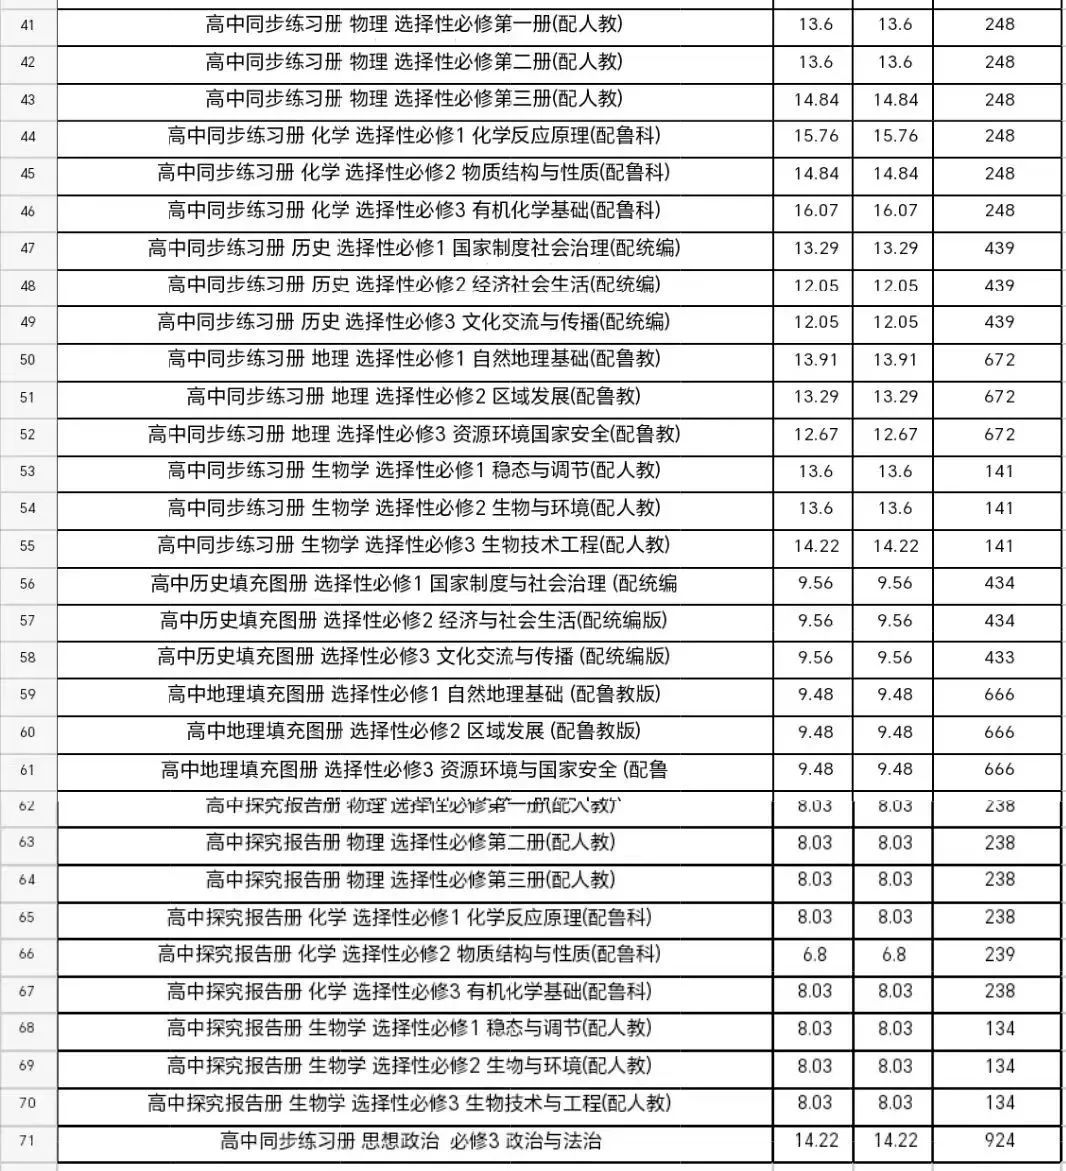 41 高中同步练习册 物理 选择性必修第一册(配人教) 13.6 13.6 248
42 高中同步练习册 物理 选择性必修第二册(配人教) 13.6 13.6 248
43 高中同步练习册 物理 选择性必修第三册(配人教) 14.84 14.84 248
44 高中同步练习册 化学 选择性必修1 化学反应原理(配鲁科) 15.76 15.76 248
45 高中同步练习册 化学 选择性必修2 物质结构与性质(配鲁科) 14.84 14.84 248
46 高中同步练习册 化学 选择性必修3 有机化学基础(配鲁科) 16.07 16.07 248
47 高中同步练习册 历史 选择性必修1 国家制度社会治理(配统编) 13.29 13.29 439
48 高中同步练习册 历史 选择性必修2 经济社会生活(配统编) 12.05 12.05 439
49 高中同步练习册 历史 选择性必修3 文化交流与传播(配统编) 12.05 12.05 439
50 高中同步练习册 地理 选择性必修1 自然地理基础(配鲁教) 13.91 13.91 672
51 高中同步练习册 地理 选择性必修2 区域发展(配鲁教) 13.29 13.29 672
52 高中同步练习册 地理 选择性必修3 资源环境国家安全(配鲁教) 12.67 12.67 672
53 高中同步练习册 生物学 选择性必修1 稳态与调节(配人教) 13.6 13.6 141
54 高中同步练习册 生物学 选择性必修2 生物与环境(配人教) 13.6 13.6 141
55 高中同步练习册 生物学 选择性必修3 生物技术工程(配人教) 14.22 14.22 141
56 高中历史填充图册 选择性必修1 国家制度与社会治理 (配统编 9.56 9.56 434
57 高中历史填充图册 选择性必修2 经济与社会生活(配统编版) 9.56 9.56 434
58 高中历史填充图册 选择性必修3 文化交流与传播 (配统编版) 9.56 9.56 433
59 高中地理填充图册 选择性必修1 自然地理基础 (配鲁教版) 9.48 9.48 666
60 高中地理填充图册 选择性必修2 区域发展 (配鲁教版) 9.48 9.48 666
61 高中地理填充图册 选择性必修3 资源环境与国家安全 (配鲁 9.48 9.48 666
62 高中探究报告册 物理 选择性必修第一册(配人教) 8.03 8.03 238
63 高中探究报告册 物理 选择性必修第二册(配人教) 8.03 8.03 238
64 高中探究报告册 物理 选择性必修第三册(配人教) 8.03 8.03 238
65 高中探究报告册 化学 选择性必修1 化学反应原理(配鲁科) 8.03 8.03 238
66 高中探究报告册 化学 选择性必修2 物质结构与性质(配鲁科) 6.8 6.8 239
67 高中探究报告册 化学 选择性必修3 有机化学基础(配鲁科) 8.03 8.03 238
68 高中探究报告册 生物学 选择性必修1 稳态与调节(配人教) 8.03 8.03 134
69 高中探究报告册 生物学 选择性必修2 生物与环境(配人教) 8.03 8.03 134
70 高中探究报告册 生物学 选择性必修3 生物技术与工程(配人教) 8.03 8.03 134
71 高中同步练习册 思想政治 必修3 政治与法治 14.22 14.22 924